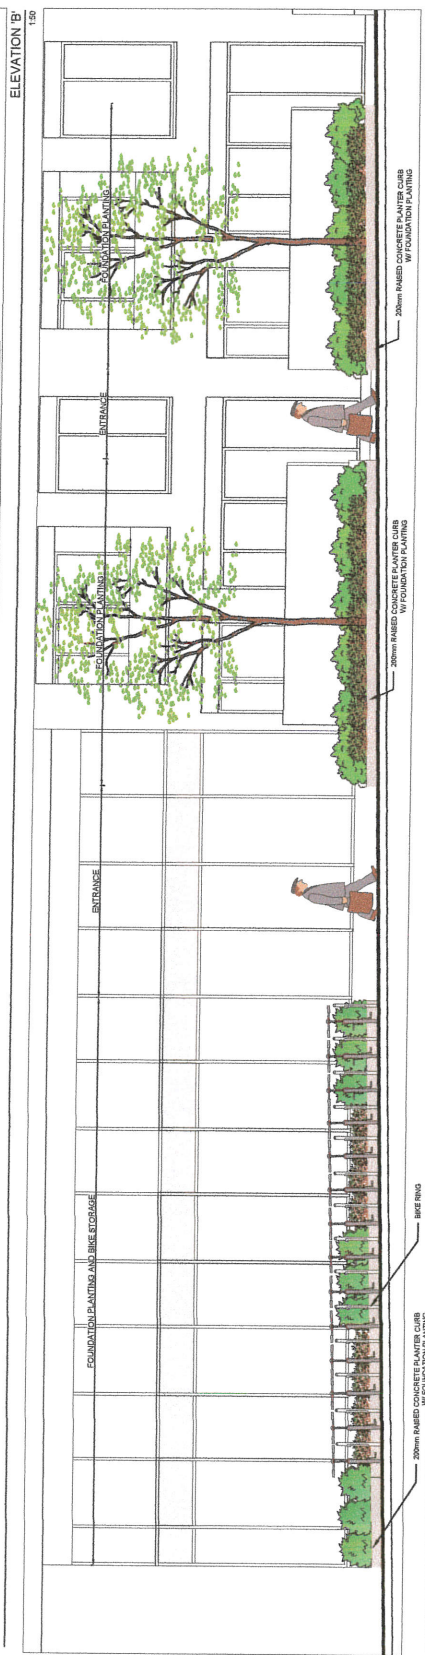 ELEVATION 'B'
1:50
FOUNDATION PLANTING AND BIKE STORAGE
ENTRANCE
FOUNDATION PLANTING
ENTRANCE
FOUNDATION PLANTING
200mm RAISED CONCRETE PLANTER CURB
BIKE RING
200mm RAISED CONCRETE PLANTER CURB
W/ FOUNDATION PLANTING
200mm RAISED CONCRETE PLANTER CURB
W/ FOUNDATION PLANTING